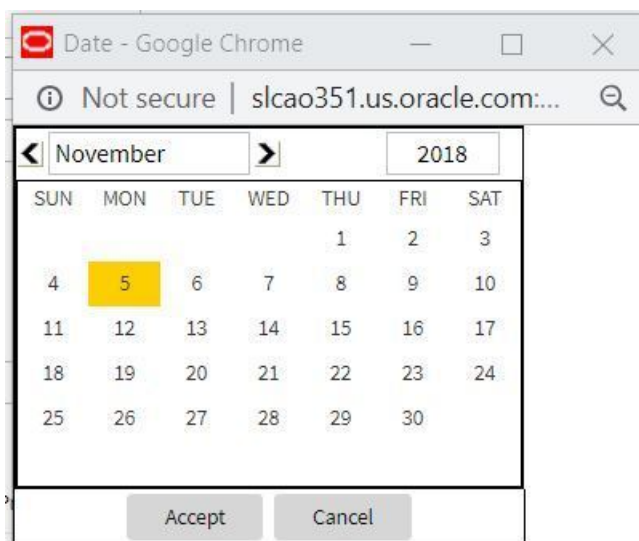 Date - Google Chrome
Not secure | slcao351.us.oracle.com:...
November 2018
SUN MON TUE WED THU FRI SAT
1 2 3
4 5 6 7 8 9 10
11 12 13 14 15 16 17
18 19 20 21 22 23 24
25 26 27 28 29 30
Accept Cancel